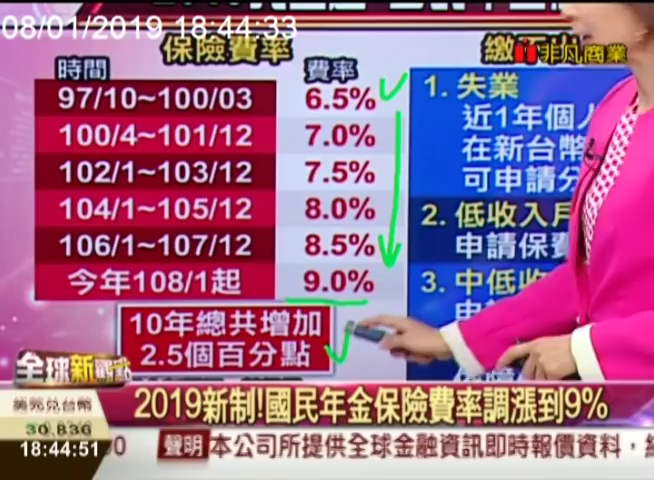 08/01/2019 18:44:33
保險費率
非凡商業
時間
費率
97/10~100/03 6.5%
100/4~101/12 7.0%
102/1~103/12 7.5%
104/1~105/12 8.0%
106/1~107/12 8.5%
今年108/1起 9.0%
10年總共增加
2.5個百分點
1. 失業
近1年個人
在新台幣
可申請分
2. 低收入戶
申請保費
3. 中低收
全球新觀點
2019新制!國民年金保險費率調漲到9%
美元兌台幣
30.836
18:44:51
聲明 本公司所提供全球金融資訊即時報價資料，